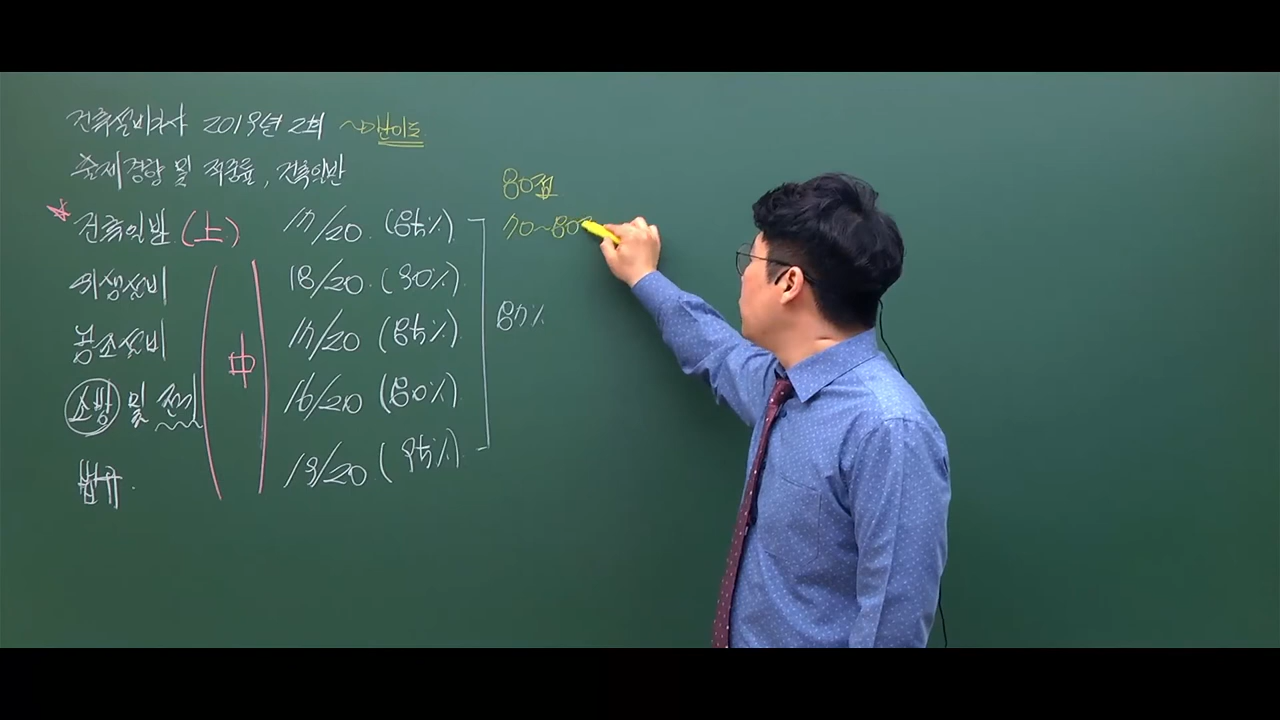 건축설비기사 2019년 2회 ~> 난이도
출제경향 및 적중률, 건축일반
건축일반 (上) 17/20. (85%).
위생설비 18/20. (90%).
공조설비 17/20 (85%)
소방 및 전기 16/20 (80%)
법규. 19/20 (95%).
中
87%
80점
70~80점